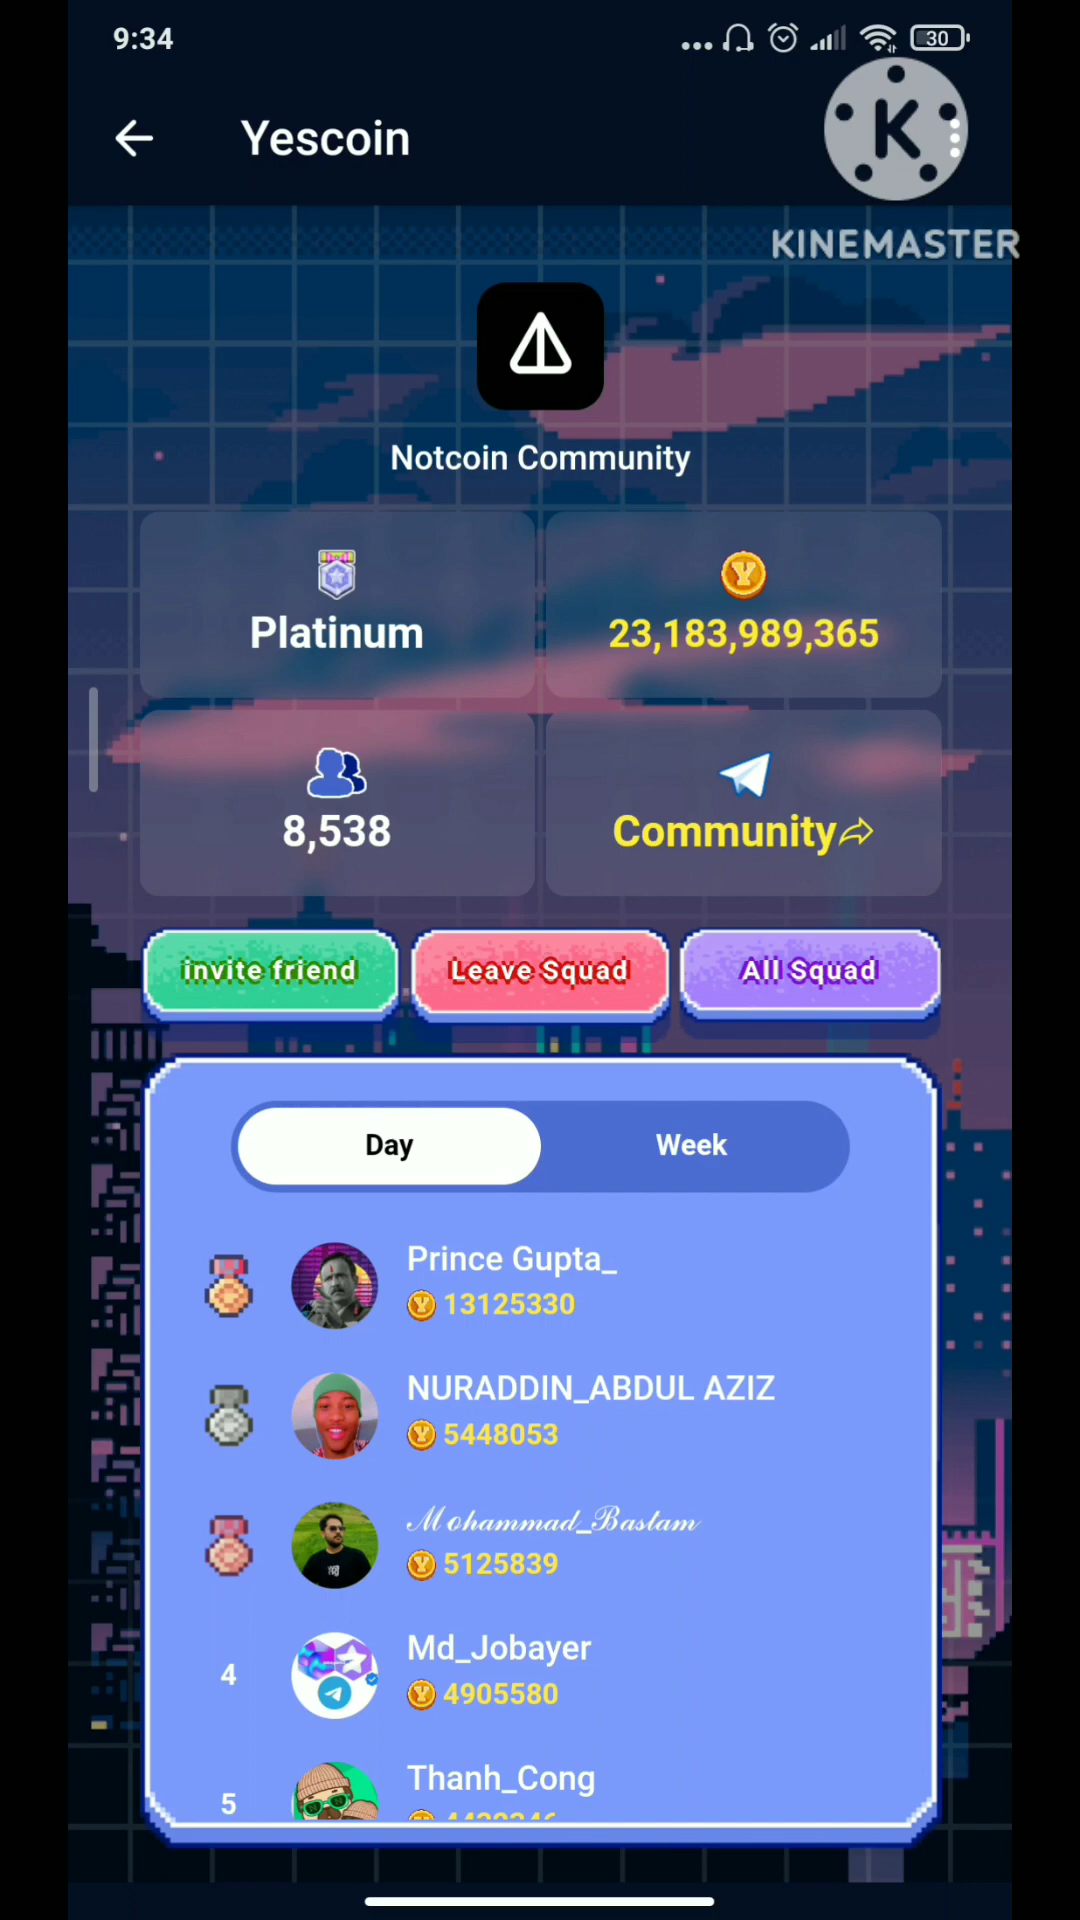 9:34
30
Yescoin
K
KINEMASTER
Notcoin Community
Platinum
23,183,989,365
8,538
Community
invite friend
Leave Squad
All Squad
Day
Week
Prince Gupta_
13125330
NURADDIN_ABDUL AZIZ
5448053
ℳ𝑜𝒽𝒶𝓂𝓂𝒶𝒹_ℬ𝒶𝓈𝓉𝒶𝓂
5125839
4
Md_Jobayer
4905580
5
Thanh_Cong